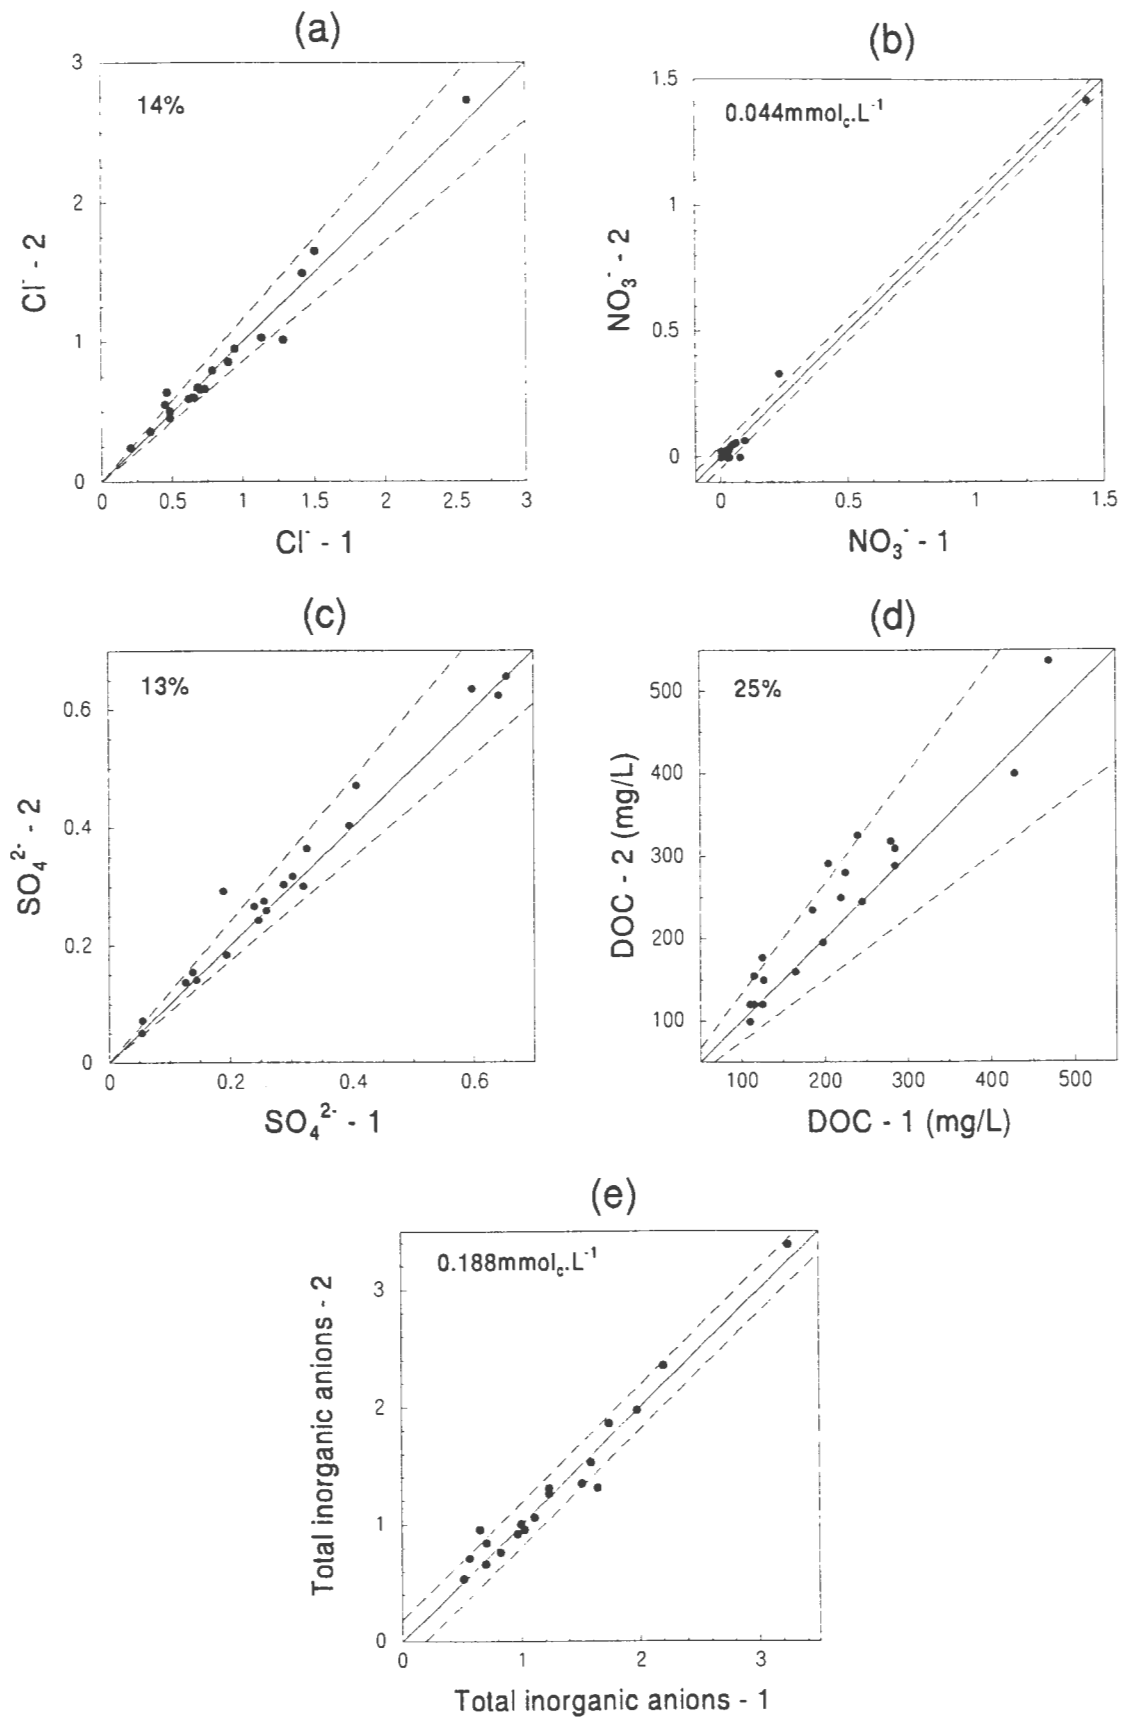 (a)
14%
3
2
1
0
0 0.5 1 1.5 2 2.5 3
Cl⁻ - 2
Cl⁻ - 1
(b)
0.044mmol_c.L⁻¹
1.5
1
0.5
0
0 0.5 1 1.5
NO₃⁻ - 2
NO₃⁻ - 1
(c)
13%
0.6
0.4
0.2
0
0 0.2 0.4 0.6
SO₄²⁻ - 2
SO₄²⁻ - 1
(d)
25%
500
400
300
200
100
100 200 300 400 500
DOC - 2 (mg/L)
DOC - 1 (mg/L)
(e)
0.188mmol_c.L⁻¹
3
2
1
0
0 1 2 3
Total inorganic anions - 2
Total inorganic anions - 1